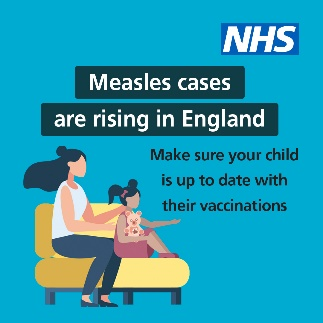 NHS
Measles cases
are rising in England
Make sure your child
is up to date with
their vaccinations